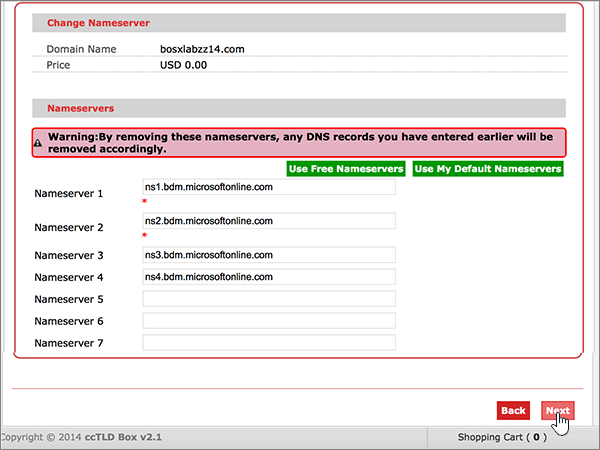 Change Nameserver
Domain Name bosxlabzz14.com
Price USD 0.00
Nameservers
Warning:By removing these nameservers, any DNS records you have entered earlier will be
removed accordingly.
Use Free Nameservers Use My Default Nameservers
Nameserver 1 ns1.bdm.microsoftonline.com
*
Nameserver 2 ns2.bdm.microsoftonline.com
*
Nameserver 3 ns3.bdm.microsoftonline.com
Nameserver 4 ns4.bdm.microsoftonline.com
Nameserver 5
Nameserver 6
Nameserver 7
Back Next
Copyright © 2014 ccTLD Box v2.1 Shopping Cart ( 0 )